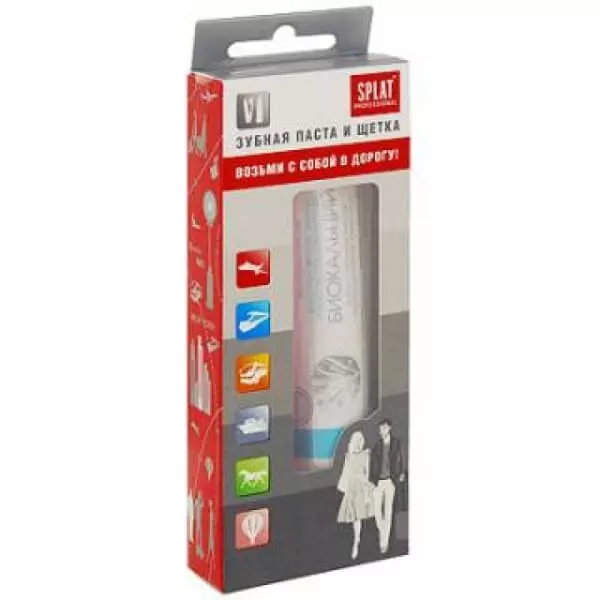 SPLAT
PROFESSIONAL
VI
ЗУБНАЯ ПАСТА И ЩЕТКА
ВОЗЬМИ С СОБОЙ В ДОРОГУ!
БИОКАЛЬЦИЙ